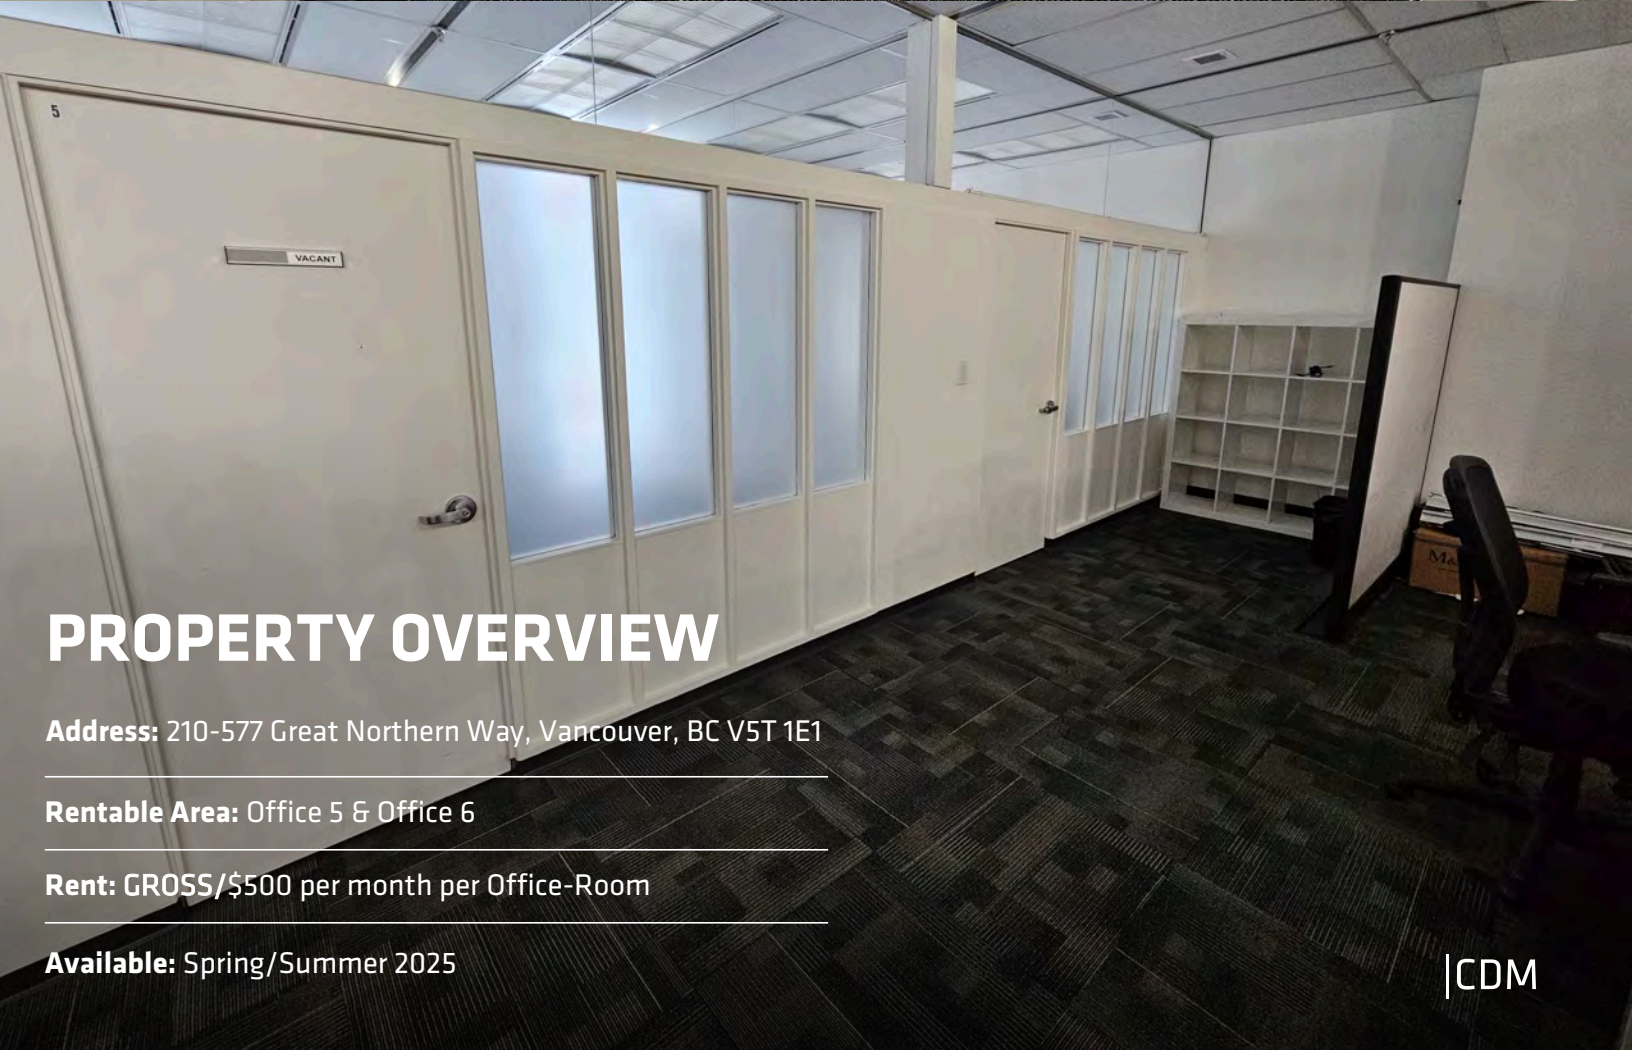 5
VACANT
M&
PROPERTY OVERVIEW
Address: 210-577 Great Northern Way, Vancouver, BC V5T 1E1
Rentable Area: Office 5 & Office 6
Rent: GROSS/$500 per month per Office-Room
Available: Spring/Summer 2025
|CDM